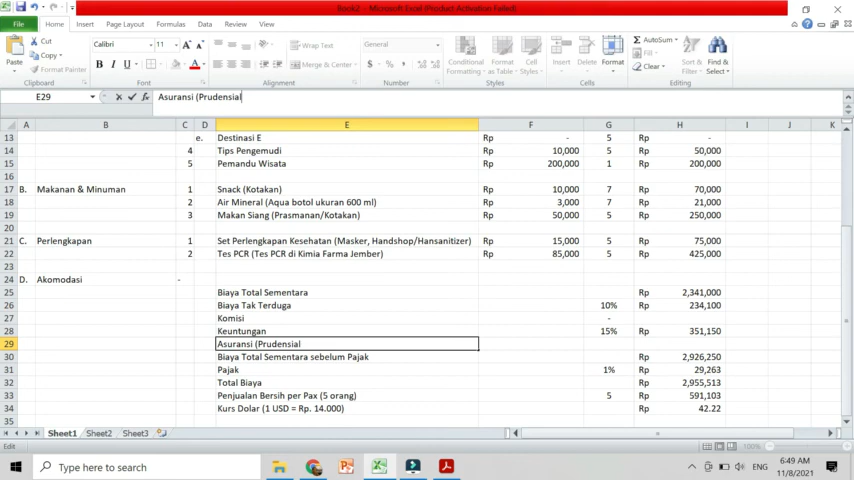 Book2 - Microsoft Excel (Product Activation Failed)
File Home Insert Page Layout Formulas Data Review View
Cut Calibri 11 Wrap Text General AutoSum
Copy Fill
Paste Format Painter B I U Merge & Center $ % , Conditional Format Cell Insert Delete Format Clear Sort & Find &
Formatting as Table Styles Filter Select
Clipboard Font Alignment Number Styles Cells Editing
E29 fx Asuransi (Prudensial
A B C D E F G H I J K
13 e. Destinasi E Rp - 5 Rp -
14 4 Tips Pengemudi Rp 10,000 5 Rp 50,000
15 5 Pemandu Wisata Rp 200,000 1 Rp 200,000
16
17 B. Makanan & Minuman 1 Snack (Kotakan) Rp 10,000 7 Rp 70,000
18 2 Air Mineral (Aqua botol ukuran 600 ml) Rp 3,000 7 Rp 21,000
19 3 Makan Siang (Prasmanan/Kotakan) Rp 50,000 5 Rp 250,000
20
21 C. Perlengkapan 1 Set Perlengkapan Kesehatan (Masker, Handshop/Hansanitizer) Rp 15,000 5 Rp 75,000
22 2 Tes PCR (Tes PCR di Kimia Farma Jember) Rp 85,000 5 Rp 425,000
23
24 D. Akomodasi -
25 Biaya Total Sementara Rp 2,341,000
26 Biaya Tak Terduga 10% Rp 234,100
27 Komisi -
28 Keuntungan 15% Rp 351,150
29 Asuransi (Prudensial
30 Biaya Total Sementara sebelum Pajak Rp 2,926,250
31 Pajak 1% Rp 29,263
32 Total Biaya Rp 2,955,513
33 Penjualan Bersih per Pax (5 orang) 5 Rp 591,103
34 Kurs Dolar (1 USD = Rp. 14.000) Rp 42.22
35
Sheet1 Sheet2 Sheet3
Edit 100%
Type here to search ENG 6:49 AM
11/8/2021